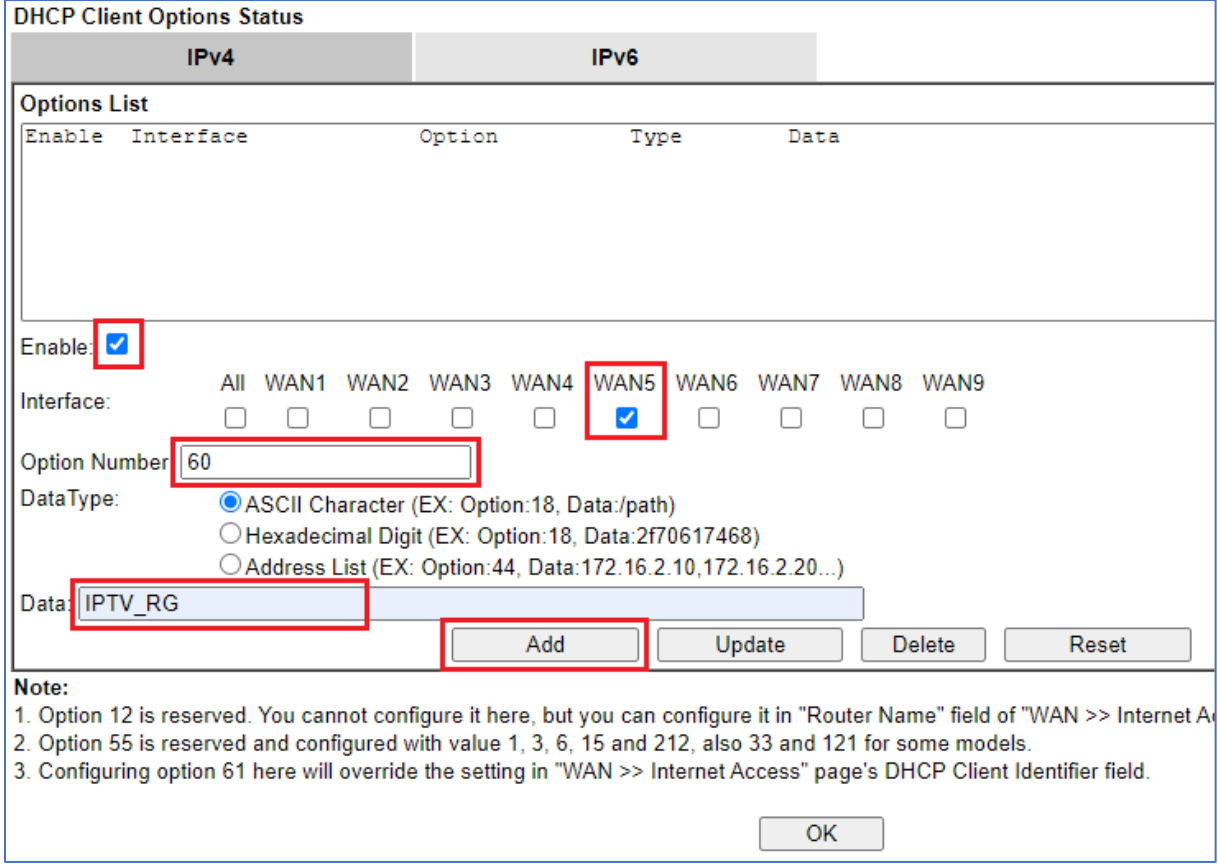 DHCP Client Options Status
IPv4 IPv6
Options List
Enable Interface Option Type Data
Enable:
All WAN1 WAN2 WAN3 WAN4 WAN5 WAN6 WAN7 WAN8 WAN9
Interface:
Option Number 60
DataType: ASCII Character (EX: Option:18, Data:/path)
Hexadecimal Digit (EX: Option:18, Data:2f70617468)
Address List (EX: Option:44, Data:172.16.2.10,172.16.2.20...)
Data: IPTV_RG
Add Update Delete Reset
Note:
1. Option 12 is reserved. You cannot configure it here, but you can configure it in "Router Name" field of "WAN >> Internet
2. Option 55 is reserved and configured with value 1, 3, 6, 15 and 212, also 33 and 121 for some models.
3. Configuring option 61 here will override the setting in "WAN >> Internet Access" page's DHCP Client Identifier field.
OK